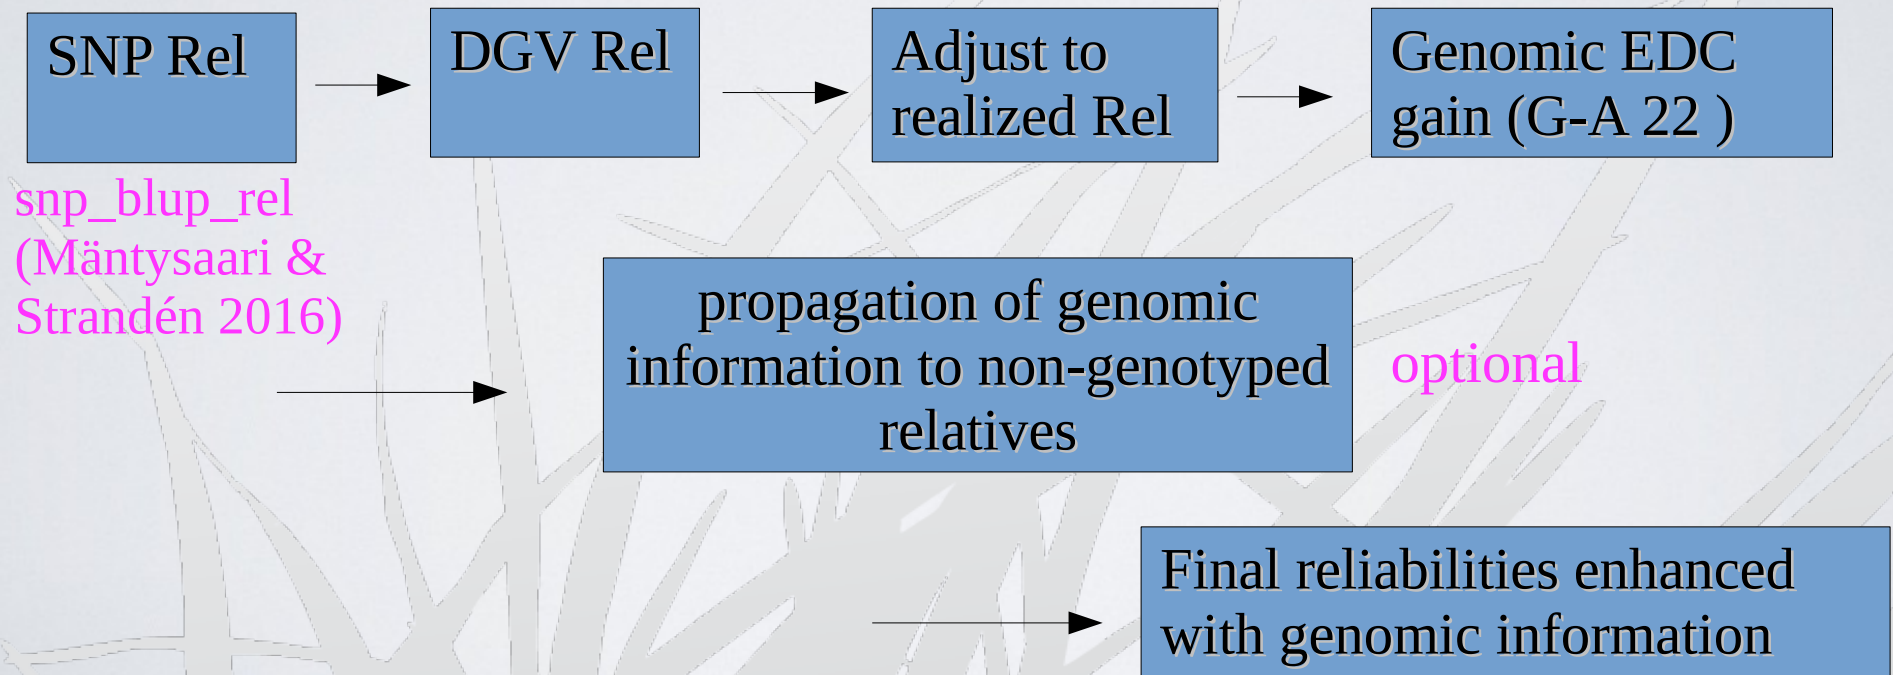 SNP Rel
DGV Rel
Adjust to
realized Rel
Genomic EDC
gain (G-A 22 )
snp_blup_rel
(Mäntysaari &
Strandén 2016)
propagation of genomic
information to non-genotyped
relatives
optional
Final reliabilities enhanced
with genomic information